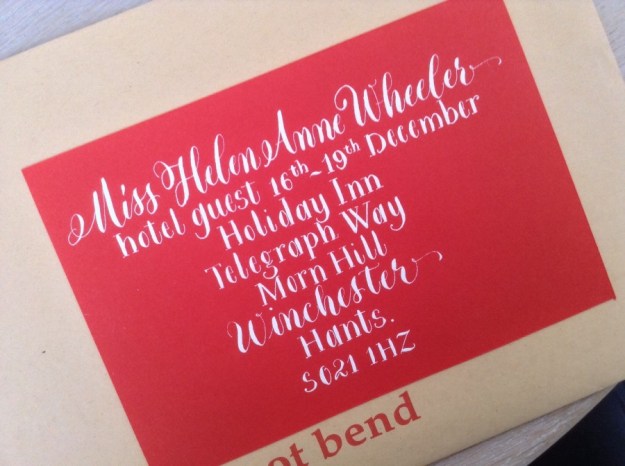 Miss Helen Anne Wheeler
hotel guest 16th~19th December
Holiday Inn
Telegraph Way
Morn Hill
Winchester
Hants.
SO21 1HZ
ot bend